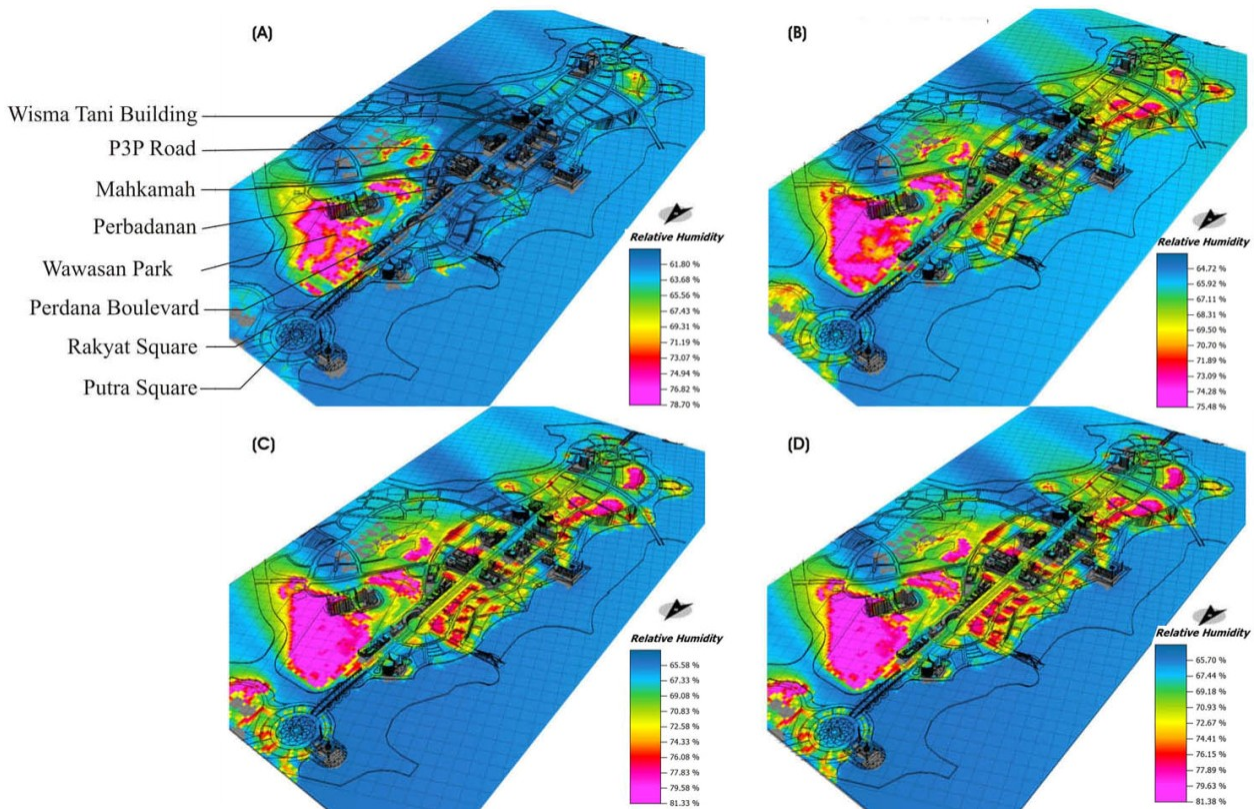 (A)
Wisma Tani Building
P3P Road
Mahkamah
Perbadanan
Wawasan Park
Perdana Boulevard
Rakyat Square
Putra Square
Relative Humidity
61.80 %
63.68 %
65.56 %
67.43 %
69.31 %
71.19 %
73.07 %
74.94 %
76.82 %
78.70 %
(B)
Relative Humidity
64.72 %
65.92 %
67.11 %
68.31 %
69.50 %
70.70 %
71.89 %
73.09 %
74.28 %
75.48 %
(C)
Relative Humidity
65.58 %
67.33 %
69.08 %
70.83 %
72.58 %
74.33 %
76.08 %
77.83 %
79.58 %
81.33 %
(D)
Relative Humidity
65.70 %
67.44 %
69.18 %
70.93 %
72.67 %
74.41 %
76.15 %
77.89 %
79.63 %
81.38 %